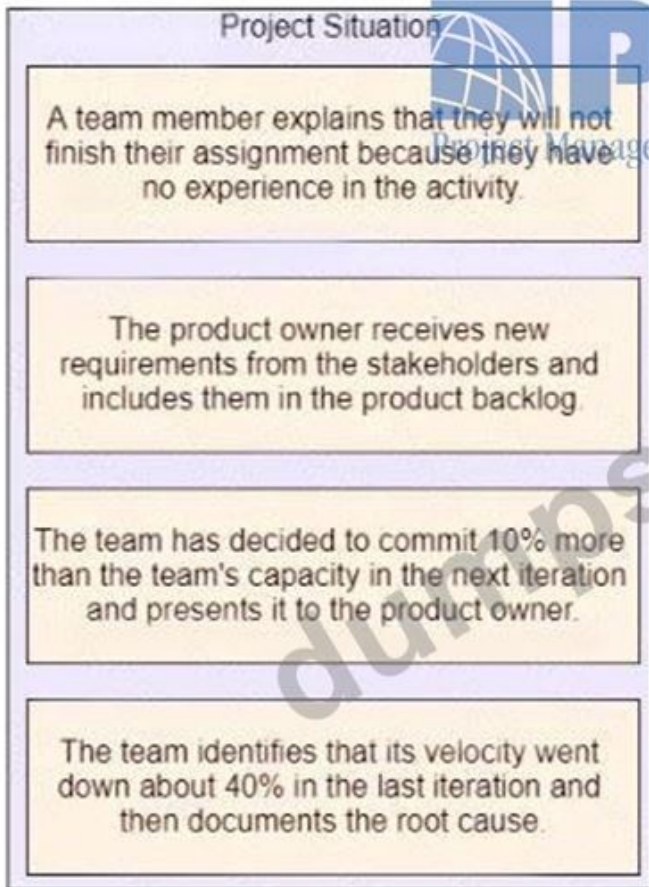 Project Situation
A team member explains that they will not
finish their assignment because they have
no experience in the activity.
The product owner receives new
requirements from the stakeholders and
includes them in the product backlog.
The team has decided to commit 10% more
than the team's capacity in the next iteration
and presents it to the product owner.
The team identifies that its velocity went
down about 40% in the last iteration and
then documents the root cause.
P
Project Manage
dumps